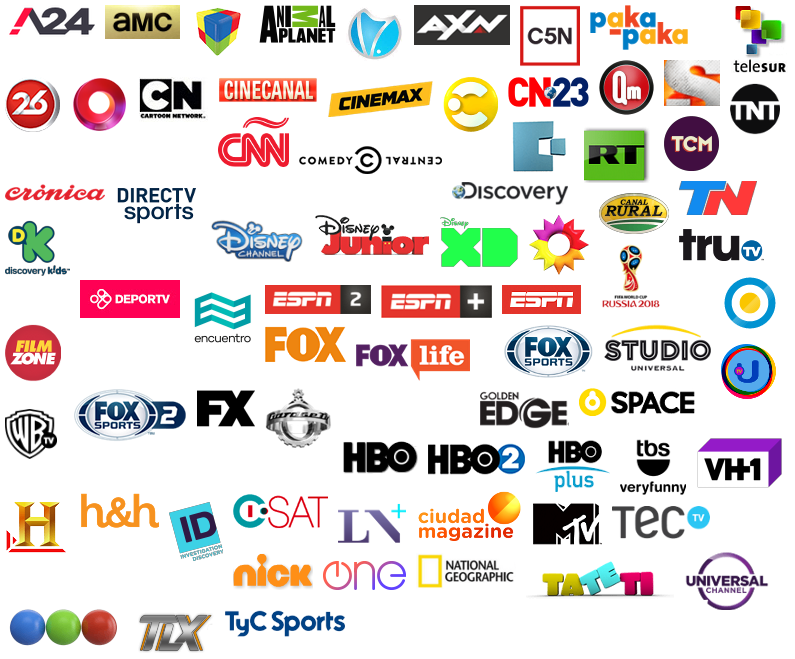 A24
amc
ANIMAL
PLANET
AXN
C5N
paka
-paka
teleSUR
26
CN
CARTOON NETWORK™
CINECANAL
CINEMAX
CN23
Qm
TNT
CÑN
COMEDY CENTRAL
RT
TCM
crónica
DIRECTV
sports
Discovery
CANAL
RURAL
TN
DK
discovery kids™
Disney
CHANNEL
Disney
Junior
Disney
XD
tru TV
FIFA WORLD CUP
RUSSIA 2018
DEPORTV
encuentro
ESPN 2
ESPN +
ESPN
FILM
ZONE
FOX
FOX life
FOX
SPORTS
STUDIO
UNIVERSAL
TV
J
WB TV
FOX
SPORTS 2
FX
GOLDEN
EDGE
SPACE
HBO
HBO 2
HBO
plus
tbs
veryfunny
VH1
H
h&h
ID
INVESTIGATION
DISCOVERY
C·SAT
LN+
ciudad
magazine
MTV
TEC TV
nick
one
NATIONAL
GEOGRAPHIC
TATETI
UNIVERSAL
CHANNEL
TLX
TyC Sports